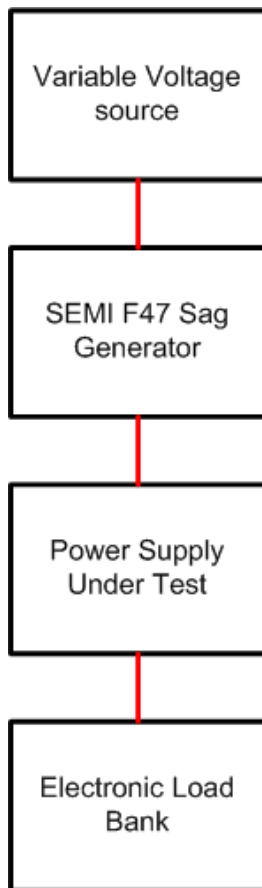 Variable Voltage
source
SEMI F47 Sag
Generator
Power Supply
Under Test
Electronic Load
Bank